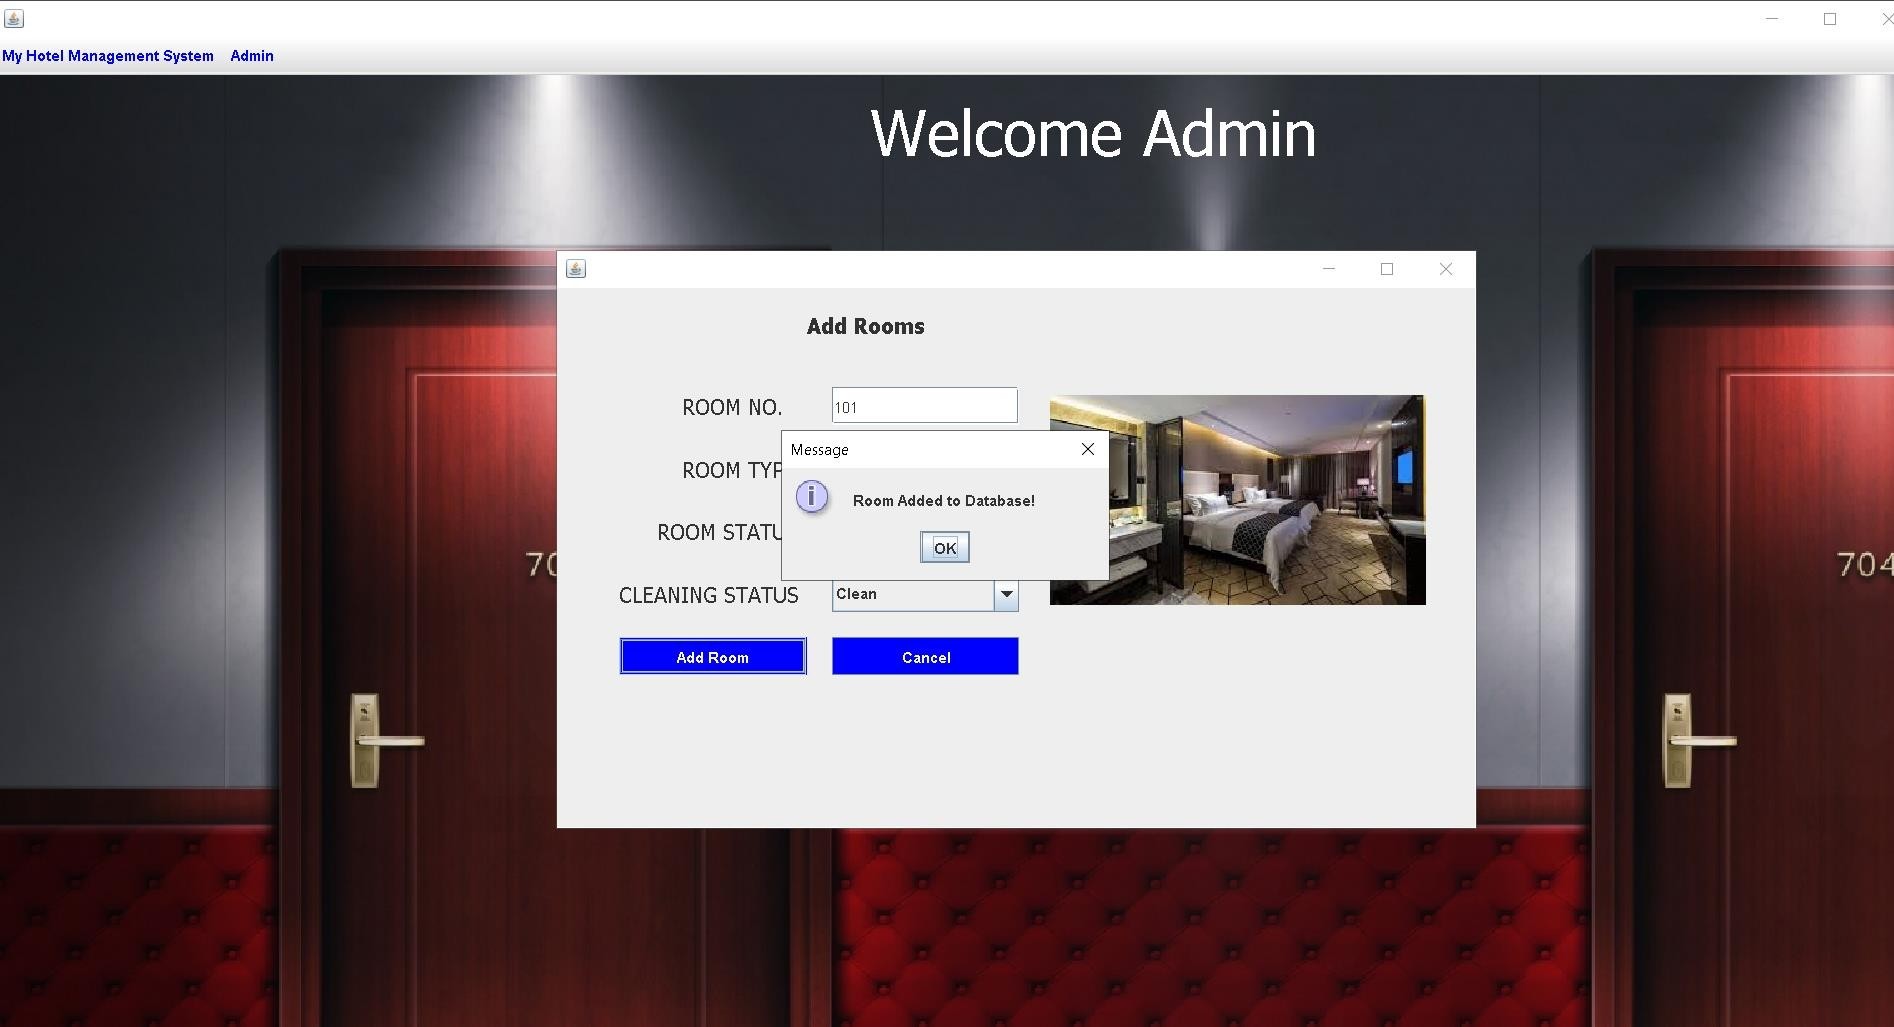 My Hotel Management System Admin
Welcome Admin
Add Rooms
ROOM NO. 101
Message
ROOM TYP
Room Added to Database!
ROOM STATU
OK
CLEANING STATUS Clean
Add Room Cancel
70
704